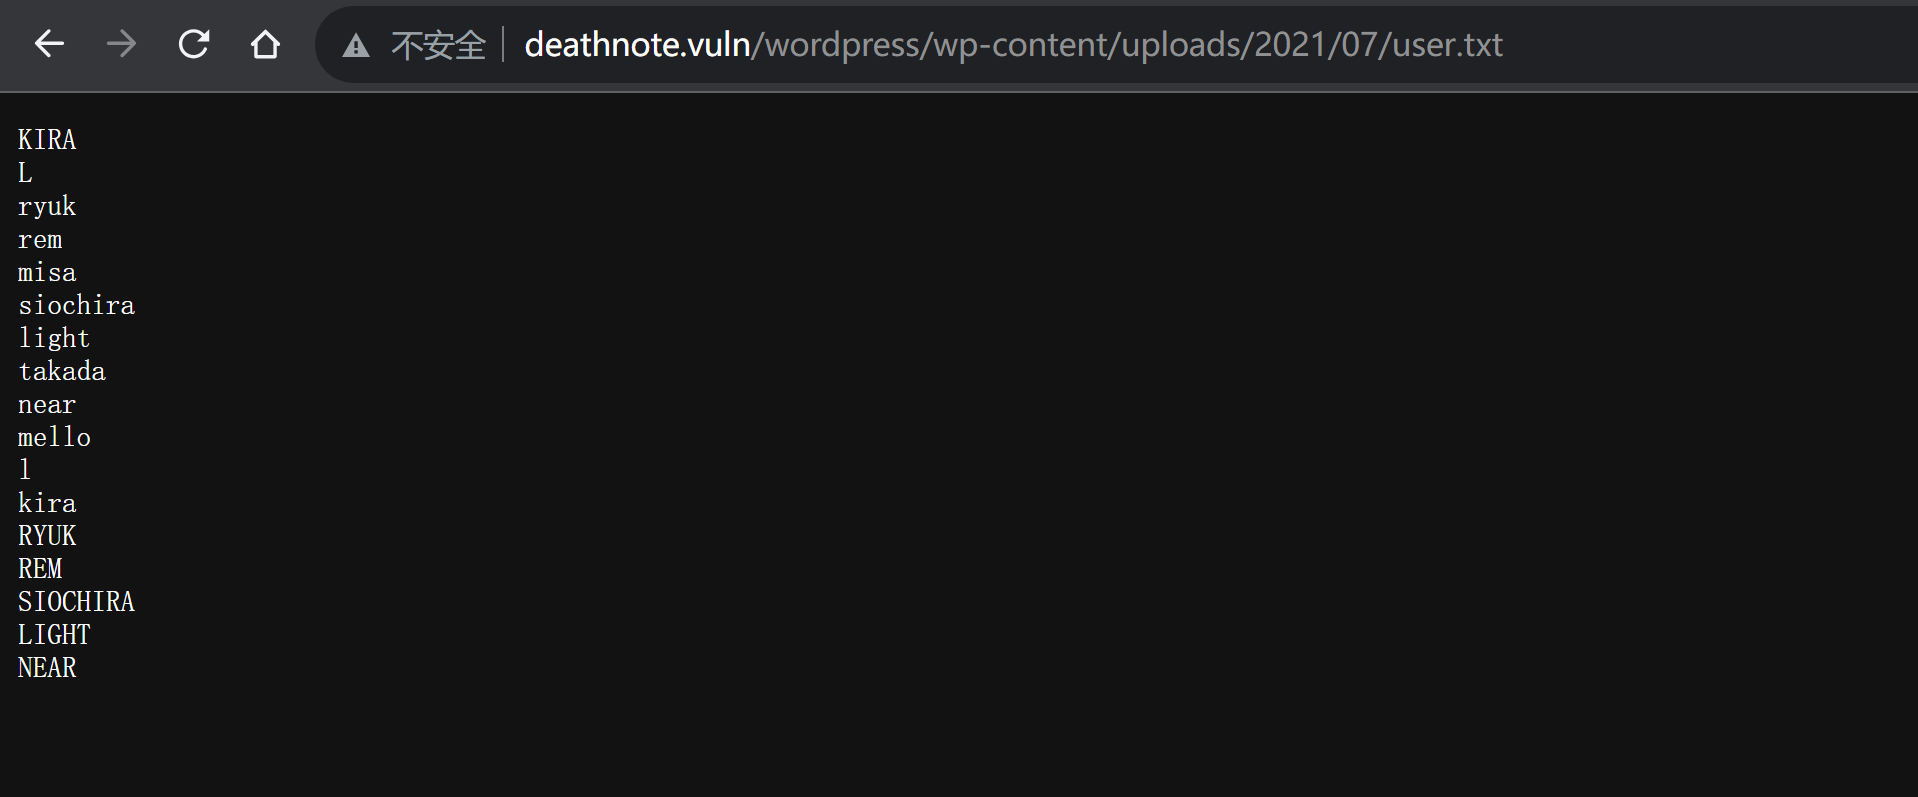 不安全 deathnote.vuln/wordpress/wp-content/uploads/2021/07/user.txt
KIRA
L
ryuk
rem
misa
siochira
light
takada
near
mello
l
kira
RYUK
REM
SIOCHIRA
LIGHT
NEAR